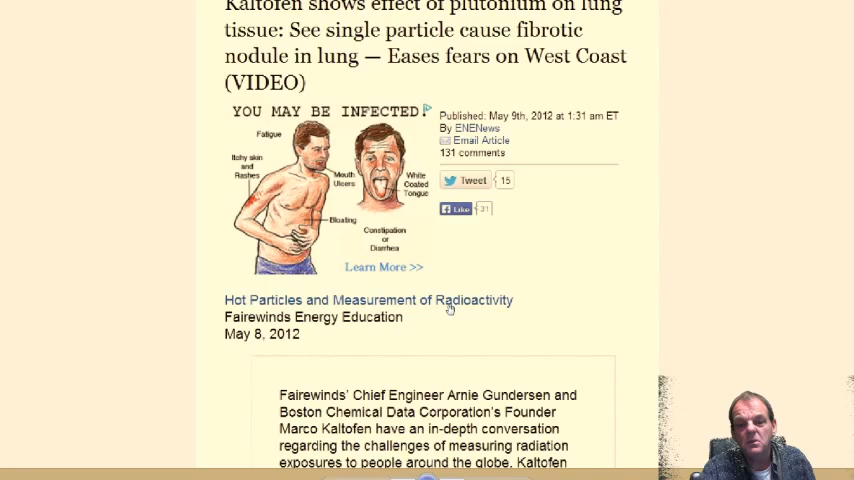 Kaltofen shows effect of plutonium on lung
tissue: See single particle cause fibrotic
nodule in lung — Eases fears on West Coast
(VIDEO)
YOU MAY BE INFECTED!
Fatigue
Itchy skin
and
Rashes
Mouth
Ulcers
White
Coated
Tongue
Bloating
Constipation
or
Diarrhea
Learn More >>
Published: May 9th, 2012 at 1:31 am ET
By ENENews
Email Article
131 comments
Tweet 15
Like 31
Hot Particles and Measurement of Radioactivity
Fairewinds Energy Education
May 8, 2012
Fairewinds' Chief Engineer Arnie Gundersen and
Boston Chemical Data Corporation's Founder
Marco Kaltofen have an in-depth conversation
regarding the challenges of measuring radiation
exposures to people around the globe. Kaltofen